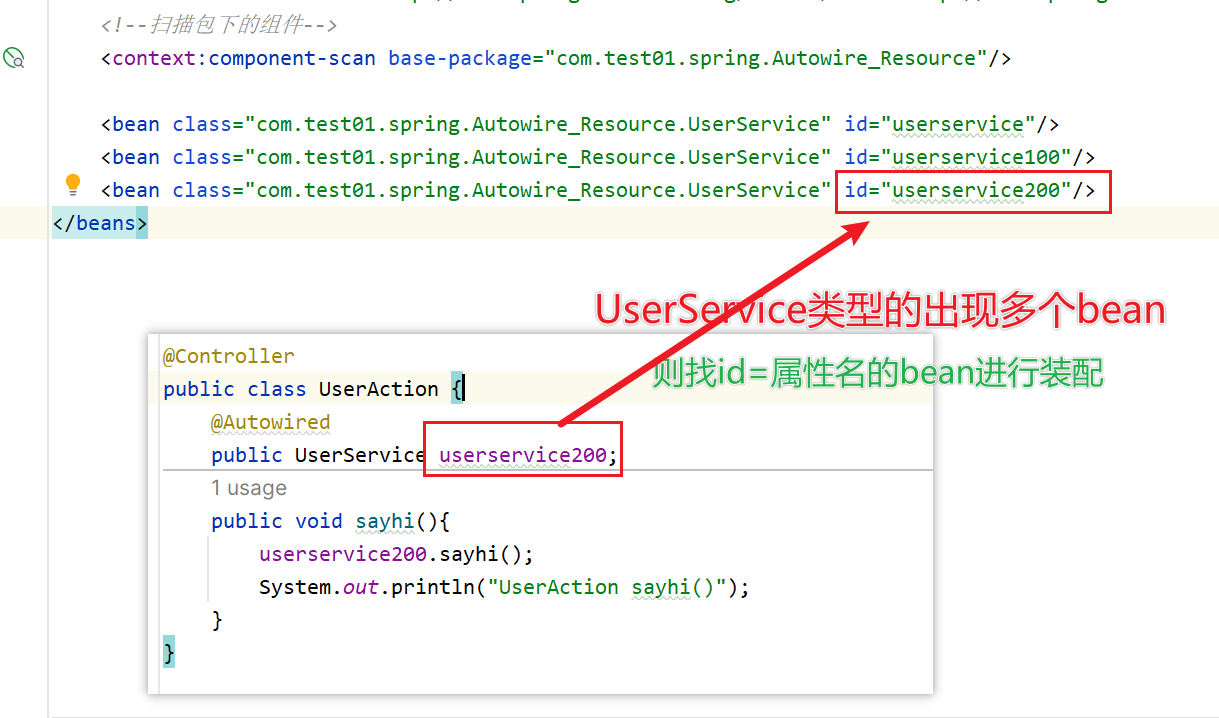 <!--扫描包下的组件-->
<context:component-scan base-package="com.test01.spring.Autowire_Resource"/>
<bean class="com.test01.spring.Autowire_Resource.UserService" id="userservice"/>
<bean class="com.test01.spring.Autowire_Resource.UserService" id="userservice100"/>
<bean class="com.test01.spring.Autowire_Resource.UserService" id="userservice200"/>
</beans>
UserService类型的出现多个bean
则找id=属性名的bean进行装配
@Controller
public class UserAction {
@Autowired
public UserService userservice200;
1 usage
public void sayhi(){
userservice200.sayhi();
System.out.println("UserAction sayhi()");
}
}